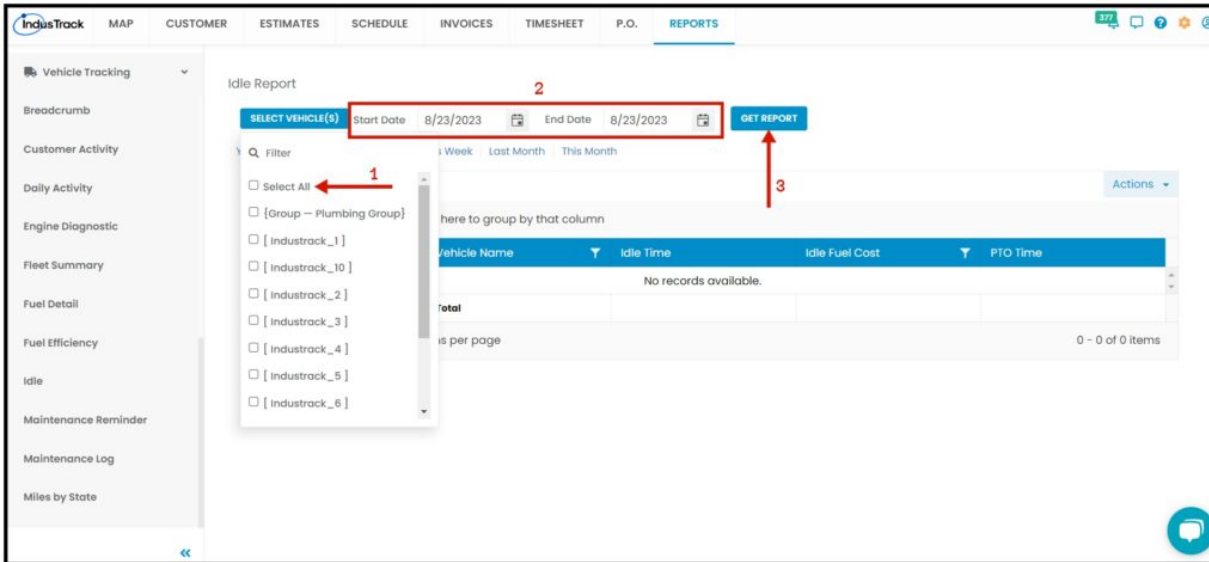 IndusTrack MAP CUSTOMER ESTIMATES SCHEDULE INVOICES TIMESHEET P.O. REPORTS 377
Vehicle Tracking
Breadcrumb
Customer Activity
Daily Activity
Engine Diagnostic
Fleet Summary
Fuel Detail
Fuel Efficiency
Idle
Maintenance Reminder
Maintenance Log
Miles by State
Idle Report
2
SELECT VEHICLE(S) Start Date 8/23/2023 End Date 8/23/2023 GET REPORT
Week Last Month This Month
Filter
1
Select All
3
{Group – Plumbing Group}
[ Industrack_1 ]
[ Industrack_10 ]
[ Industrack_2 ]
[ Industrack_3 ]
[ Industrack_4 ]
[ Industrack_5 ]
[ Industrack_6 ]
Actions
here to group by that column
Vehicle Name Idle Time Idle Fuel Cost PTO Time
No records available.
Total
per page 0 - 0 of 0 items